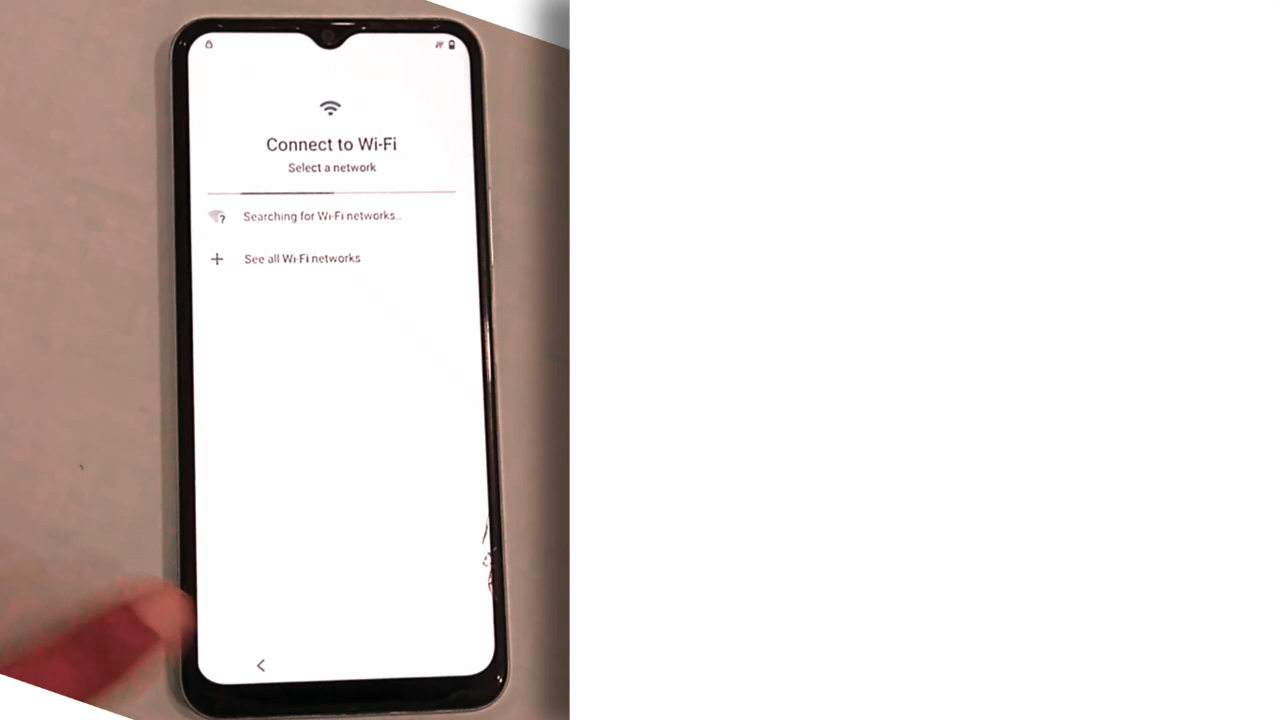 Connect to Wi-Fi
Select a network
Searching for Wi-Fi networks...
See all Wi-Fi networks